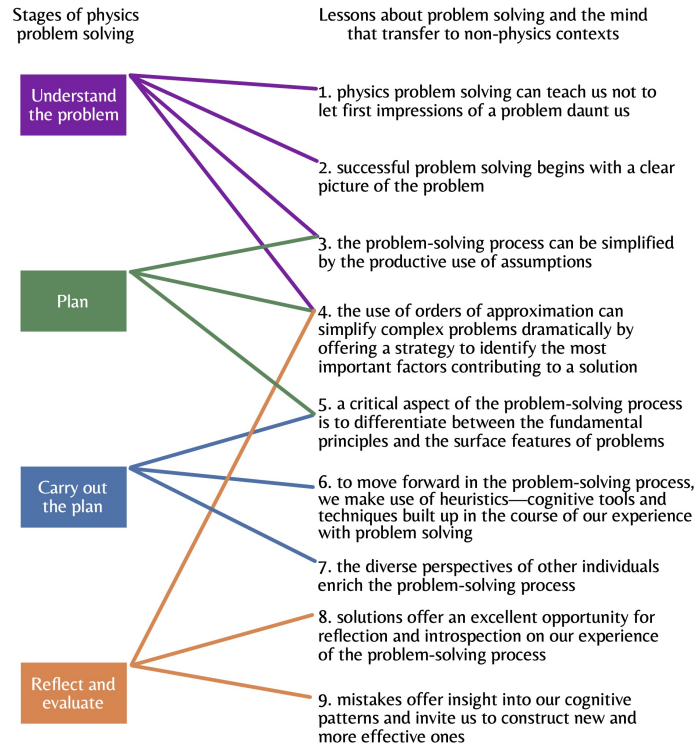 Stages of physics
problem solving
Lessons about problem solving and the mind
that transfer to non-physics contexts
Understand
the problem
1. physics problem solving can teach us not to
let first impressions of a problem daunt us
2. successful problem solving begins with a clear
picture of the problem
3. the problem-solving process can be simplified
by the productive use of assumptions
Plan
4. the use of orders of approximation can
simplify complex problems dramatically by
offering a strategy to identify the most
important factors contributing to a solution
5. a critical aspect of the problem-solving process
is to differentiate between the fundamental
principles and the surface features of problems
Carry out
the plan
6. to move forward in the problem-solving process,
we make use of heuristics—cognitive tools and
techniques built up in the course of our experience
with problem solving
7. the diverse perspectives of other individuals
enrich the problem-solving process
8. solutions offer an excellent opportunity for
reflection and introspection on our experience
of the problem-solving process
Reflect and
evaluate
9. mistakes offer insight into our cognitive
patterns and invite us to construct new and
more effective ones